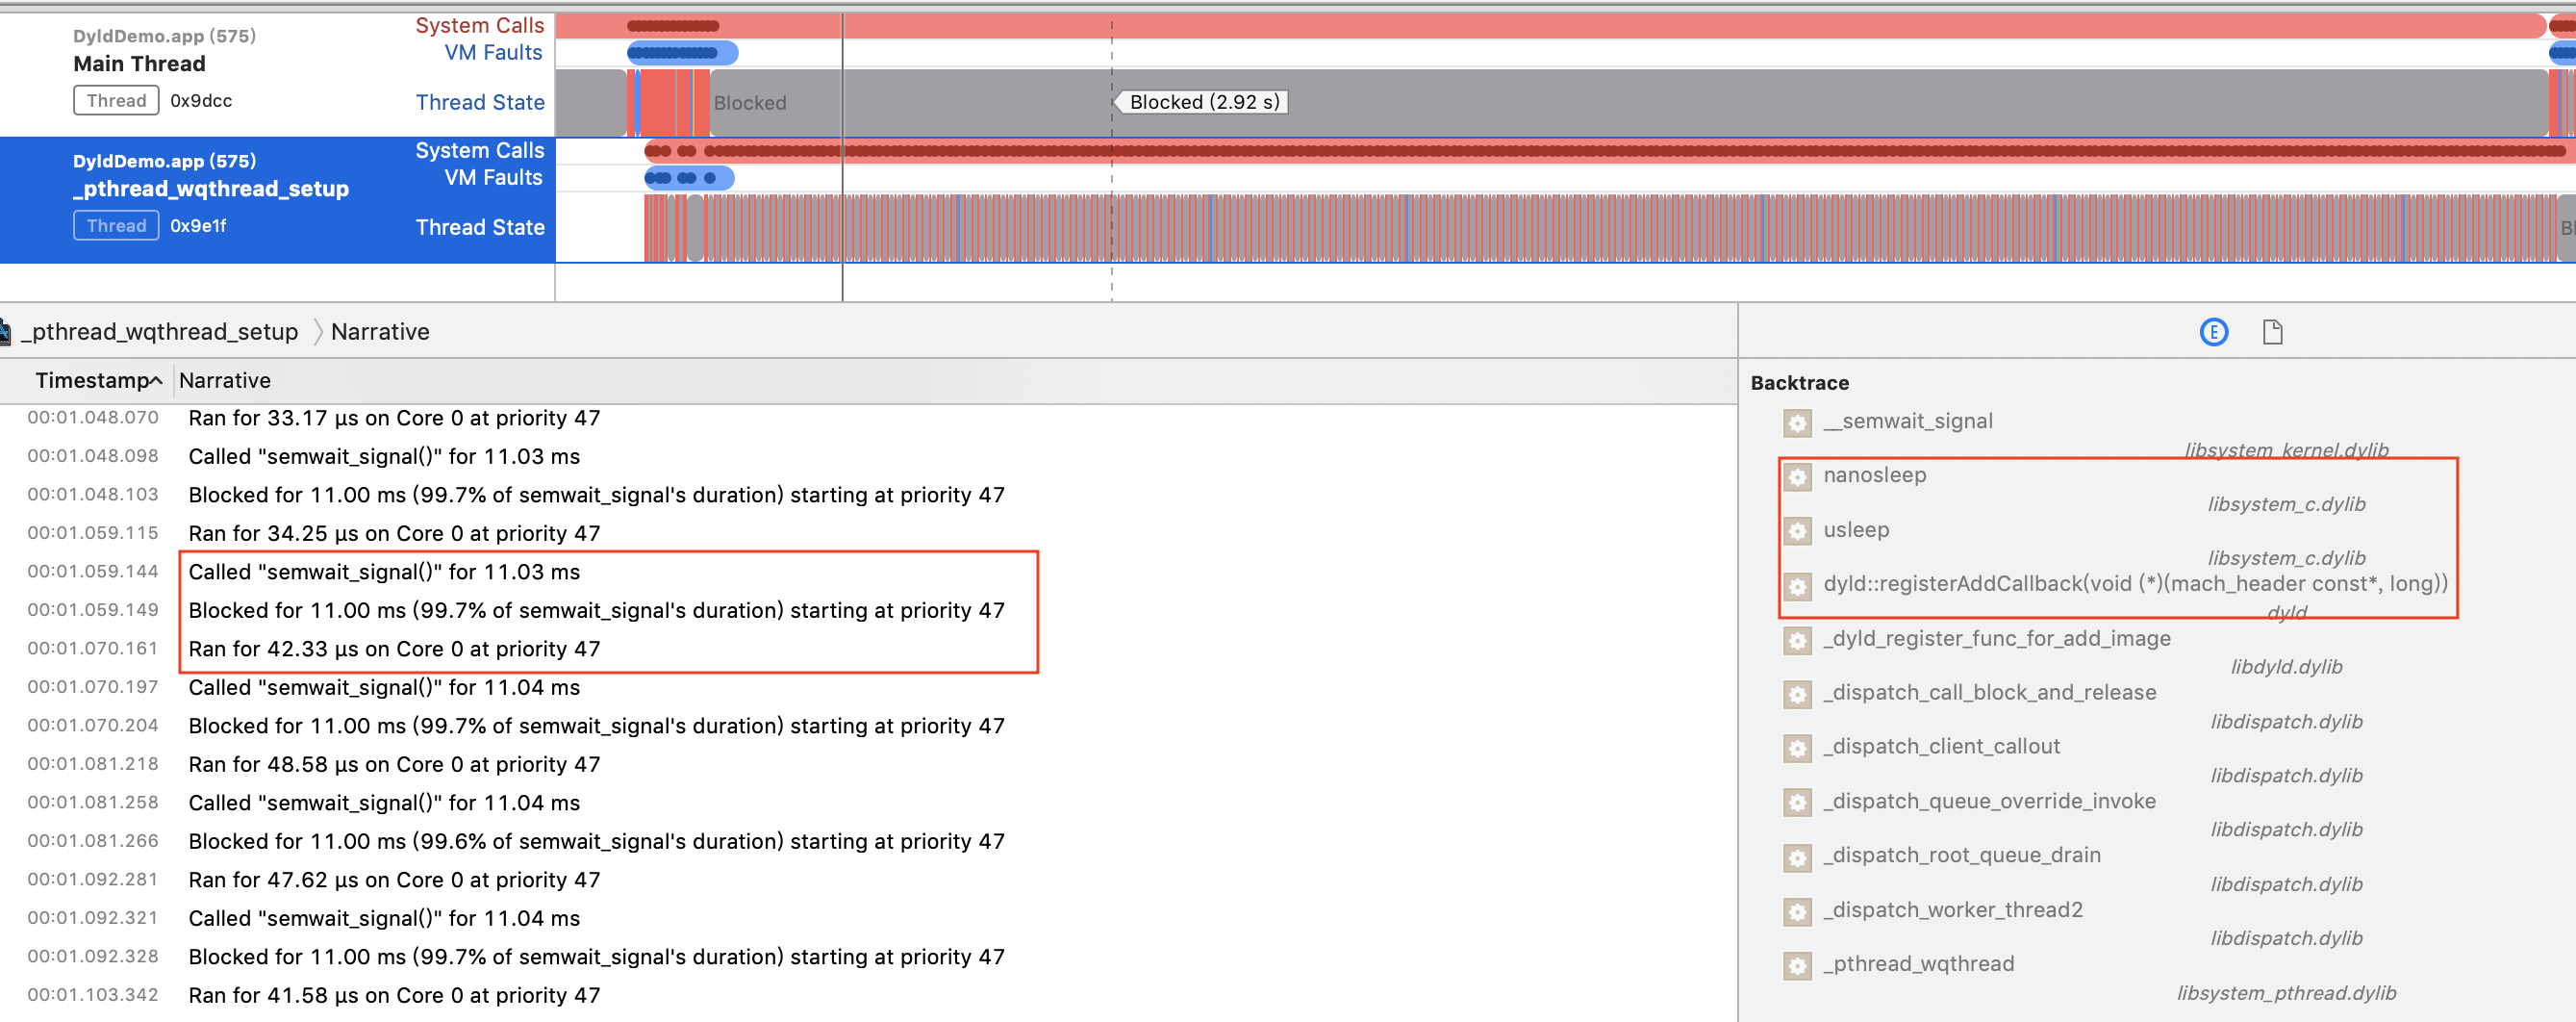 DyldDemo.app (575)
Main Thread
Thread 0x9dcc
System Calls
VM Faults
Thread State
Blocked
Blocked (2.92 s)
DyldDemo.app (575)
_pthread_wqthread_setup
Thread 0x9e1f
System Calls
VM Faults
Thread State
Bl
_pthread_wqthread_setup Narrative
E
Timestamp Narrative
00:01.048.070 Ran for 33.17 µs on Core 0 at priority 47
00:01.048.098 Called "semwait_signal()" for 11.03 ms
00:01.048.103 Blocked for 11.00 ms (99.7% of semwait_signal's duration) starting at priority 47
00:01.059.115 Ran for 34.25 µs on Core 0 at priority 47
00:01.059.144 Called "semwait_signal()" for 11.03 ms
00:01.059.149 Blocked for 11.00 ms (99.7% of semwait_signal's duration) starting at priority 47
00:01.070.161 Ran for 42.33 µs on Core 0 at priority 47
00:01.070.197 Called "semwait_signal()" for 11.04 ms
00:01.070.204 Blocked for 11.00 ms (99.7% of semwait_signal's duration) starting at priority 47
00:01.081.218 Ran for 48.58 µs on Core 0 at priority 47
00:01.081.258 Called "semwait_signal()" for 11.04 ms
00:01.081.266 Blocked for 11.00 ms (99.6% of semwait_signal's duration) starting at priority 47
00:01.092.281 Ran for 47.62 µs on Core 0 at priority 47
00:01.092.321 Called "semwait_signal()" for 11.04 ms
00:01.092.328 Blocked for 11.00 ms (99.7% of semwait_signal's duration) starting at priority 47
00:01.103.342 Ran for 41.58 µs on Core 0 at priority 47
Backtrace
__semwait_signal
libsystem_kernel.dylib
nanosleep
libsystem_c.dylib
usleep
libsystem_c.dylib
dyld::registerAddCallback(void (*)(mach_header const*, long))
dyld
_dyld_register_func_for_add_image
libdyld.dylib
_dispatch_call_block_and_release
libdispatch.dylib
_dispatch_client_callout
libdispatch.dylib
_dispatch_queue_override_invoke
libdispatch.dylib
_dispatch_root_queue_drain
libdispatch.dylib
_dispatch_worker_thread2
libdispatch.dylib
_pthread_wqthread
libsystem_pthread.dylib